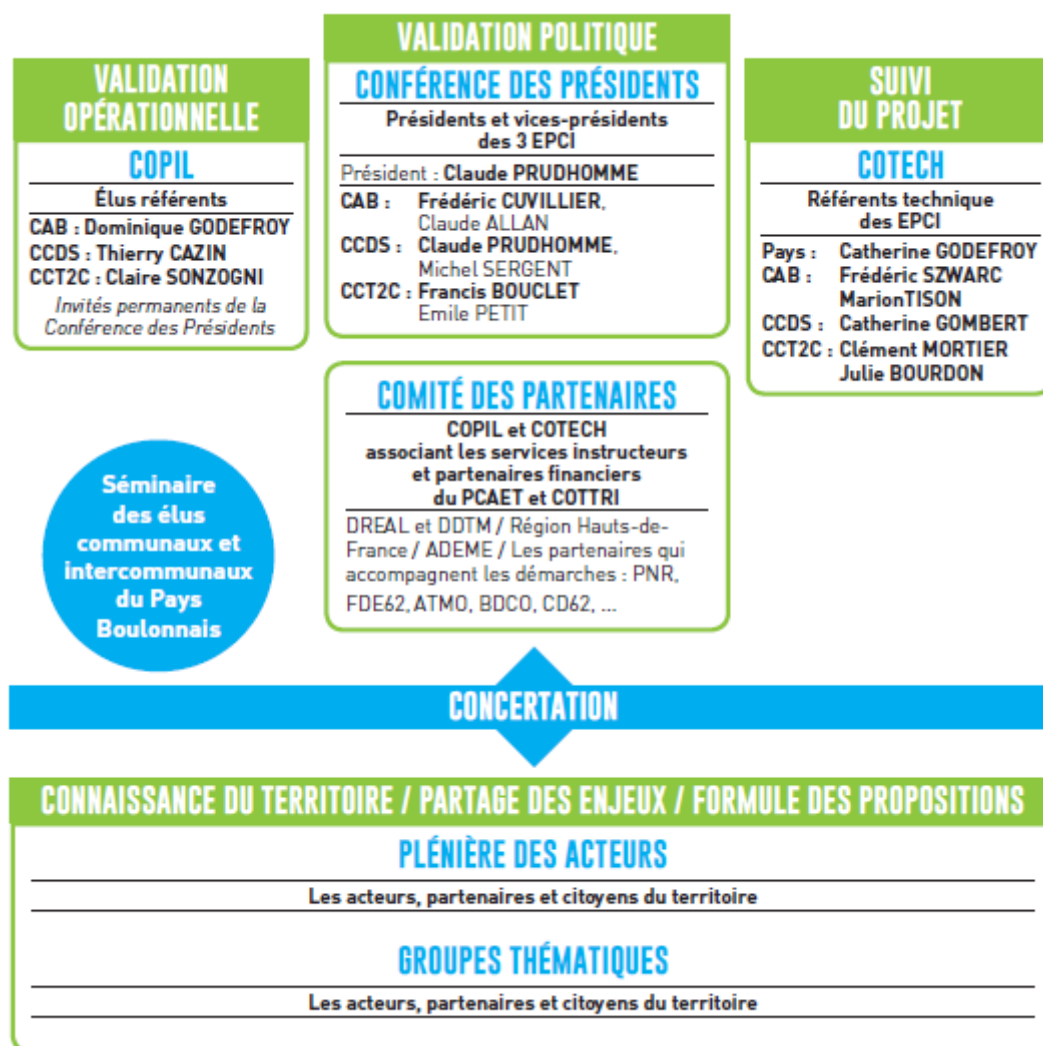 VALIDATION
OPÉRATIONNELLE
COPIL
Élus référents
CAB : Dominique GODEFROY
CCDS : Thierry CAZIN
CCT2C : Claire SONZOGNI
Invités permanents de la
Conférence des Présidents
VALIDATION POLITIQUE
CONFÉRENCE DES PRÉSIDENTS
Présidents et vices-présidents
des 3 EPCI
Président : Claude PRUDHOMME
CAB : Frédéric CUVILLIER,
Claude ALLAN
CCDS : Claude PRUDHOMME,
Michel SERGENT
CCT2C : Francis BOUCLET
Emile PETIT
SUIVI
DU PROJET
COTECH
Référents technique
des EPCI
Pays : Catherine GODEFROY
CAB : Frédéric SZWARC
MarionTISON
CCDS : Catherine GOMBERT
CCT2C : Clément MORTIER
Julie BOURDON
COMITÉ DES PARTENAIRES
COPIL et COTECH
associant les services instructeurs
et partenaires financiers
du PCAET et COTTRI
DREAL et DDTM / Région Hauts-de-
France / ADEME / Les partenaires qui
accompagnent les démarches : PNR,
FDE62, ATMO, BDCO, CD62, ...
Séminaire
des élus
communaux et
intercommunaux
du Pays
Boulonnais
CONCERTATION
CONNAISSANCE DU TERRITOIRE / PARTAGE DES ENJEUX / FORMULE DES PROPOSITIONS
PLÉNIÈRE DES ACTEURS
Les acteurs, partenaires et citoyens du territoire
GROUPES THÉMATIQUES
Les acteurs, partenaires et citoyens du territoire